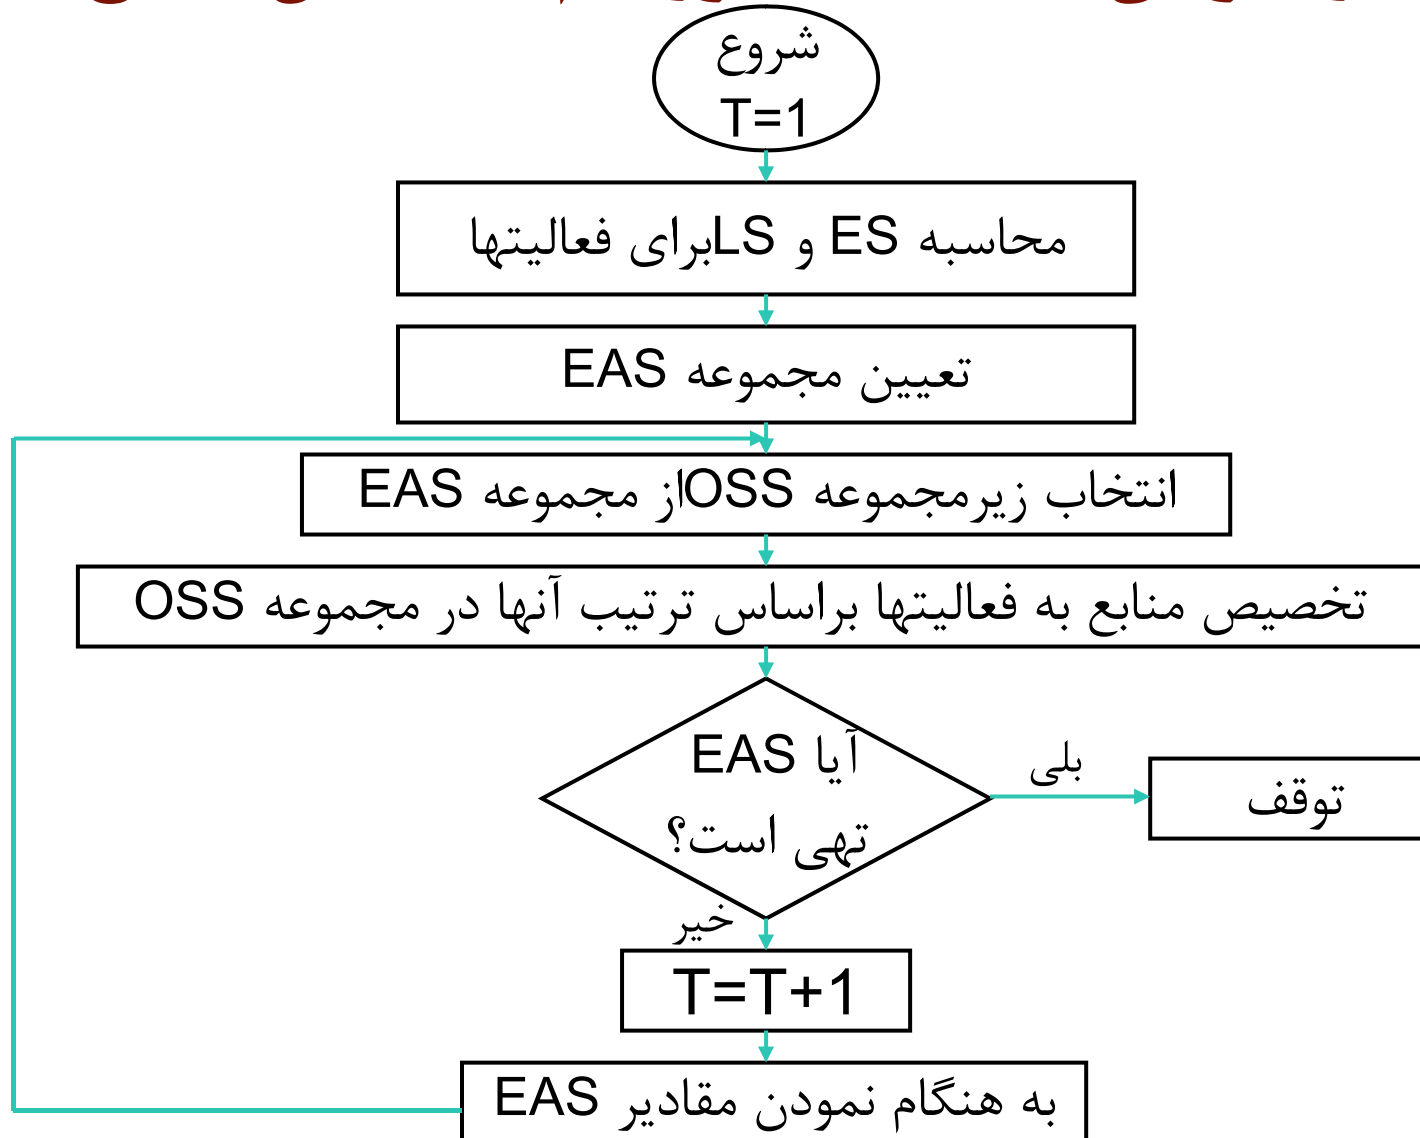 شروع
T=1
محاسبه ES و LSبرای فعالیتها
تعیین مجموعه EAS
انتخاب زیرمجموعه OSSاز مجموعه EAS
تخصیص منابع به فعالیتها براساس ترتیب آنها در مجموعه OSS
آیا EAS
تهی است؟
بلی
توقف
خیر
T=T+1
به هنگام نمودن مقادیر EAS